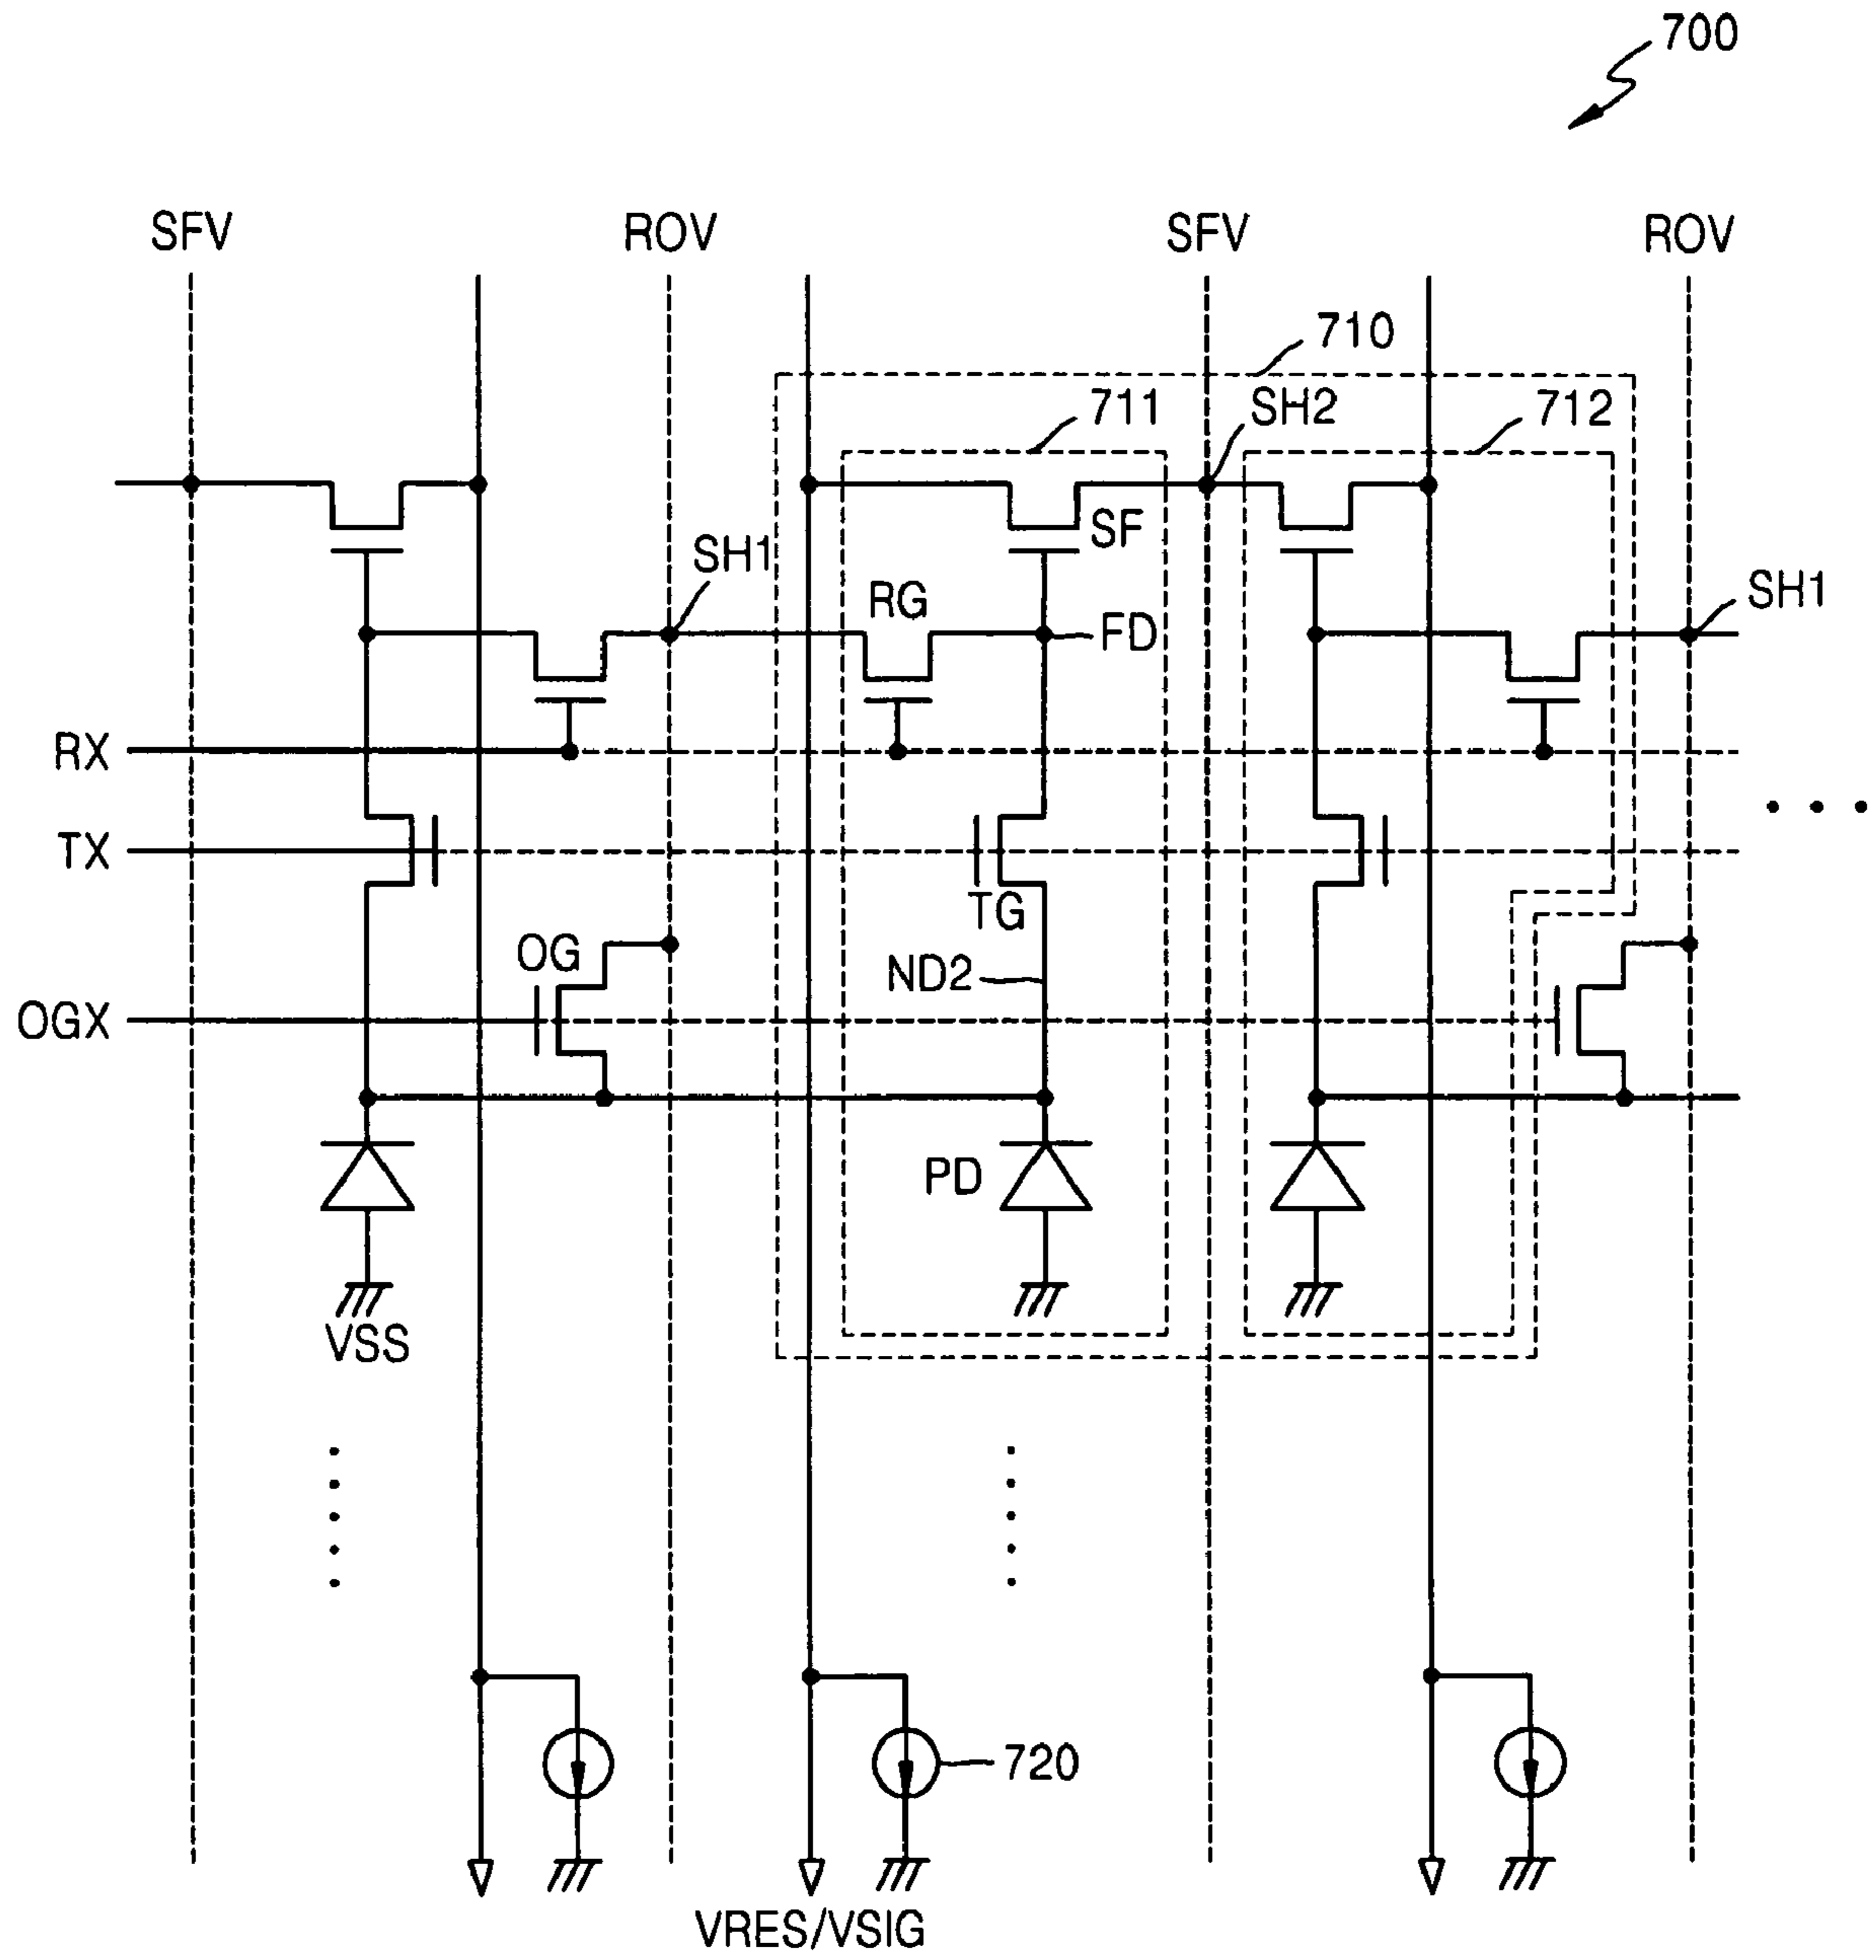 700
SFV
ROV
SFV
ROV
710
711
SH2
712
SF
SH1
RG
FD
SH1
RX
TX
TG
OG
ND2
OGX
PD
VSS
720
VRES/VSIG